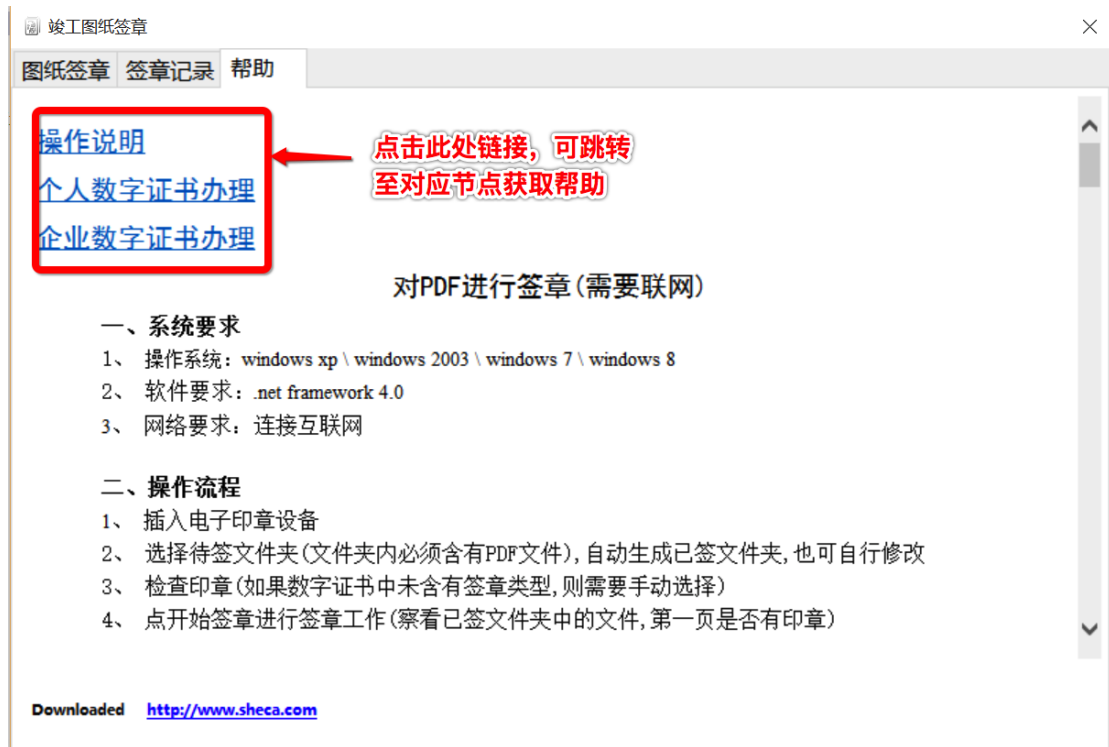 竣工图纸签章
图纸签章 签章记录 帮助
操作说明
个人数字证书办理
企业数字证书办理
点击此处链接，可跳转
至对应节点获取帮助
对PDF进行签章(需要联网)
一、系统要求
1、 操作系统：windows xp \ windows 2003 \ windows 7 \ windows 8
2、 软件要求：.net framework 4.0
3、 网络要求：连接互联网
二、操作流程
1、 插入电子印章设备
2、 选择待签文件夹(文件夹内必须含有PDF文件),自动生成已签文件夹,也可自行修改
3、 检查印章(如果数字证书中未含有签章类型,则需要手动选择)
4、 点开始签章进行签章工作(察看已签文件夹中的文件,第一页是否有印章)
Downloaded http://www.sheca.com